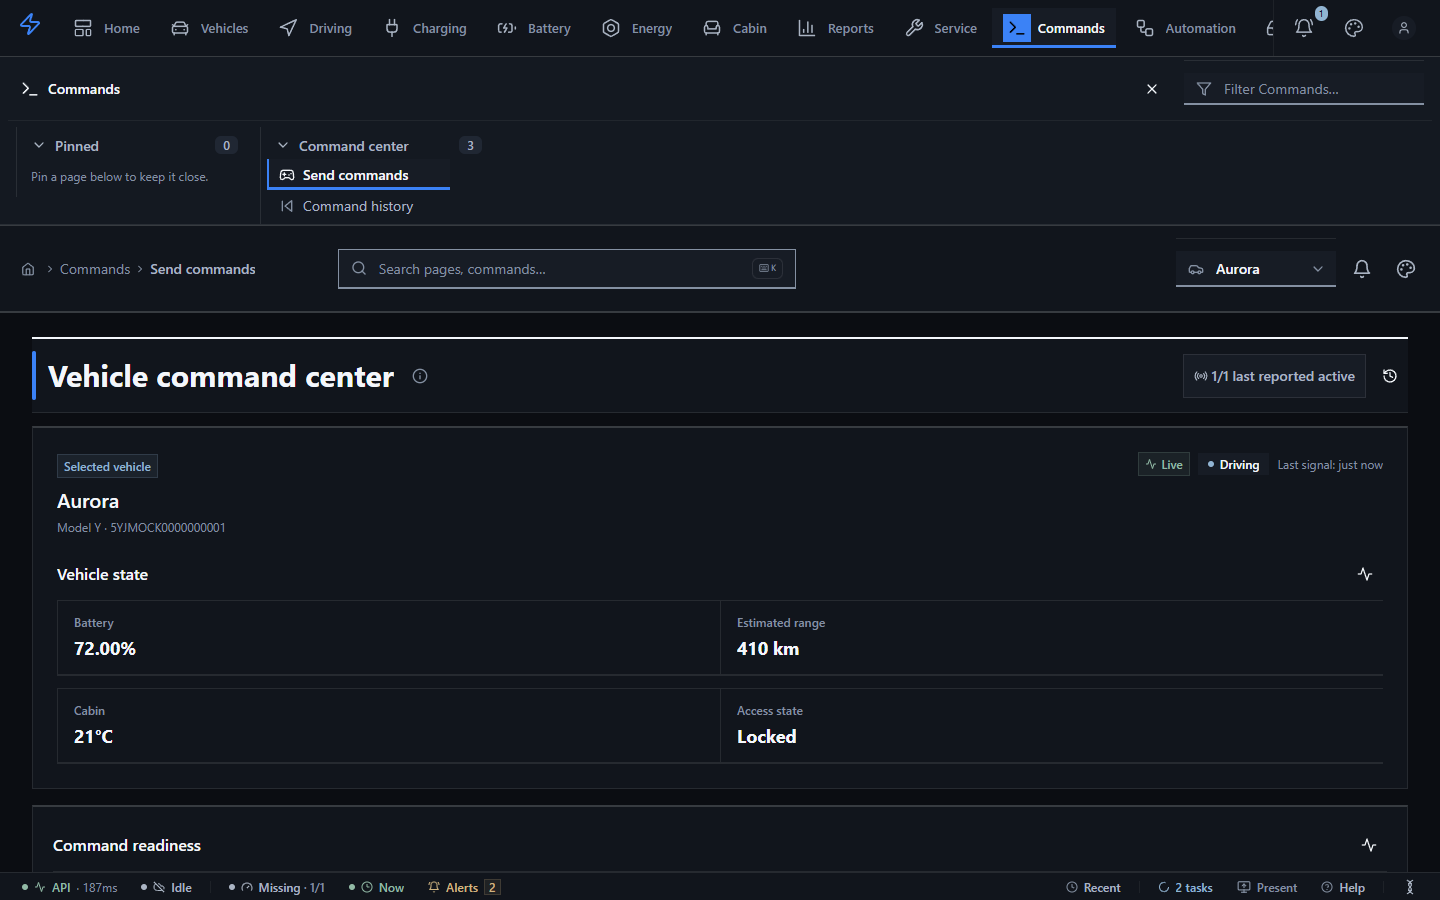 Home Vehicles Driving Charging Battery Energy Cabin Reports Service Commands Automation 1
Commands
Filter Commands...
Pinned 0
Pin a page below to keep it close.
Command center 3
Send commands
Command history
Commands Send commands
Search pages, commands...
K
Aurora
Vehicle command center
1/1 last reported active
Selected vehicle
Live Driving Last signal: just now
Aurora
Model Y · 5YJMOCK0000000001
Vehicle state
Battery
72.00%
Estimated range
410 km
Cabin
21°C
Access state
Locked
Command readiness
API · 187ms Idle Missing · 1/1 Now Alerts 2 Recent 2 tasks Present Help